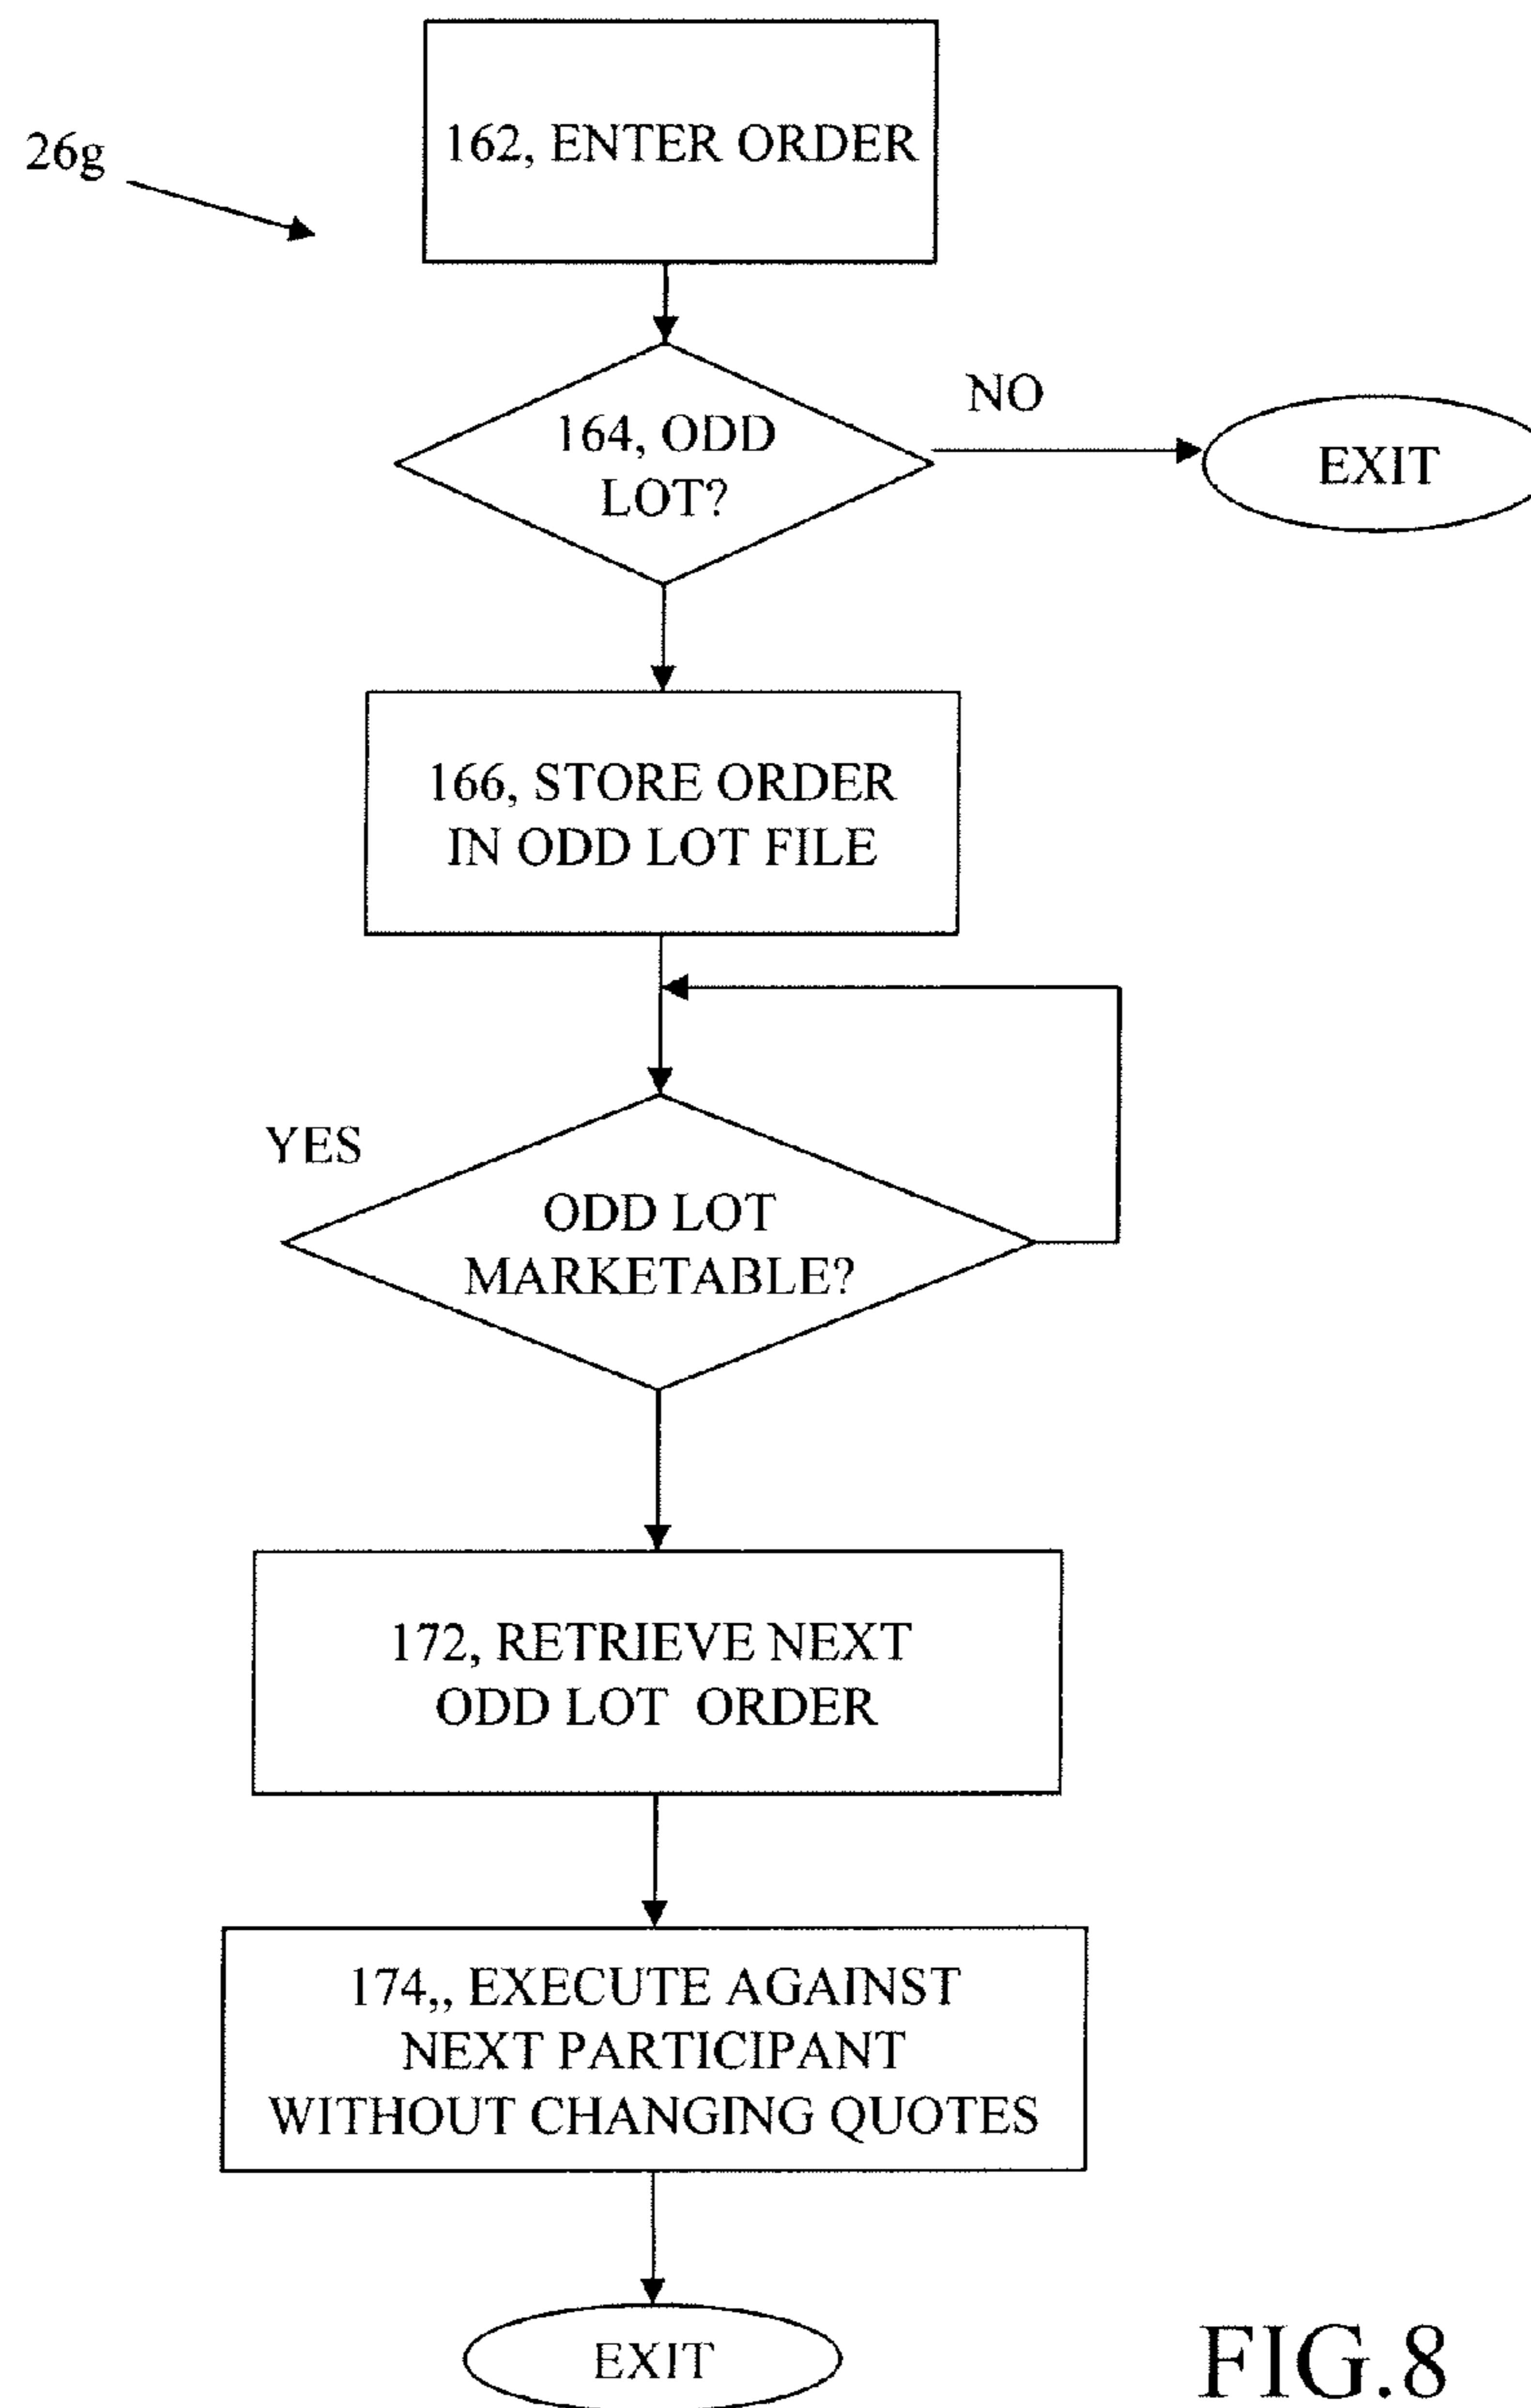 162, ENTER ORDER
26g
164, ODD
LOT?
NO
EXIT
166, STORE ORDER
IN ODD LOT FILE
YES
ODD LOT
MARKETABLE?
172, RETRIEVE NEXT
ODD LOT ORDER
174,, EXECUTE AGAINST
NEXT PARTICIPANT
WITHOUT CHANGING QUOTES
EXIT
FIG.8